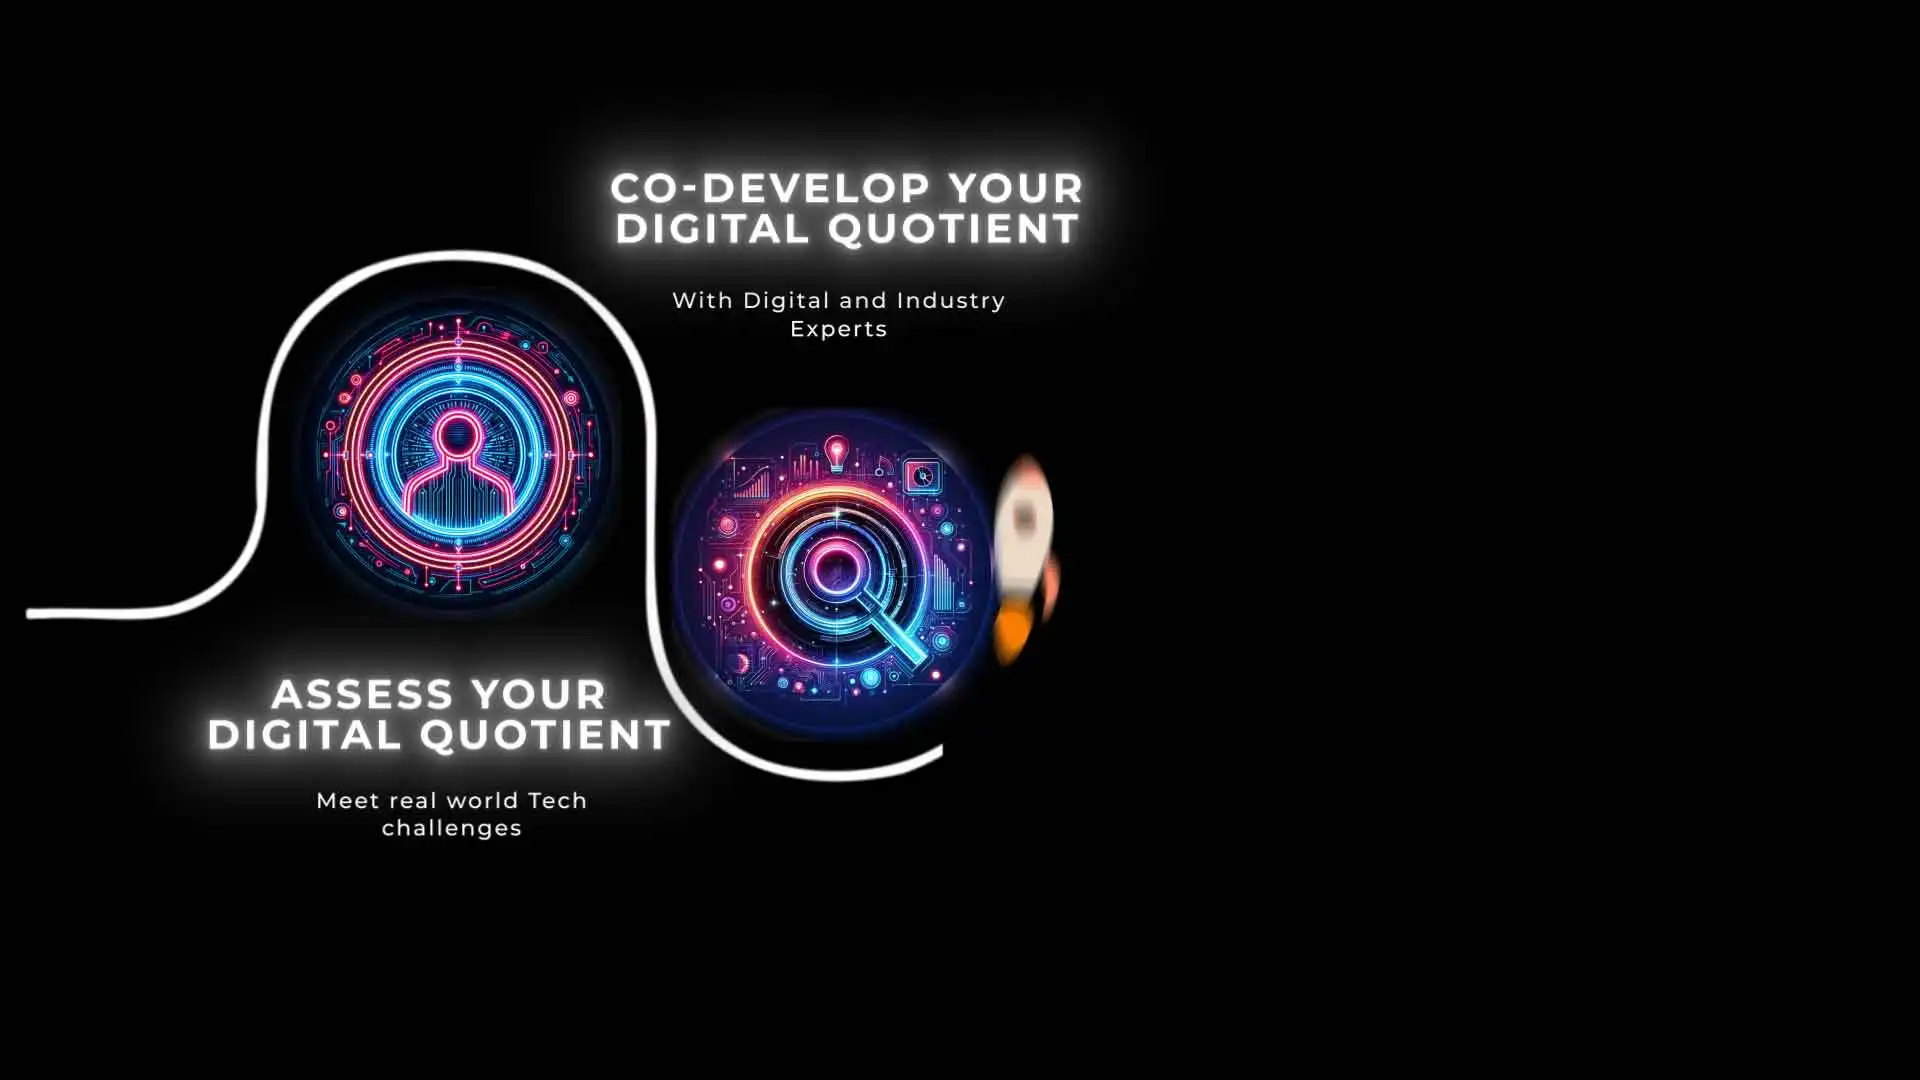 CO-DEVELOP YOUR
DIGITAL QUOTIENT
With Digital and Industry
Experts
ASSESS YOUR
DIGITAL QUOTIENT
Meet real world Tech
challenges